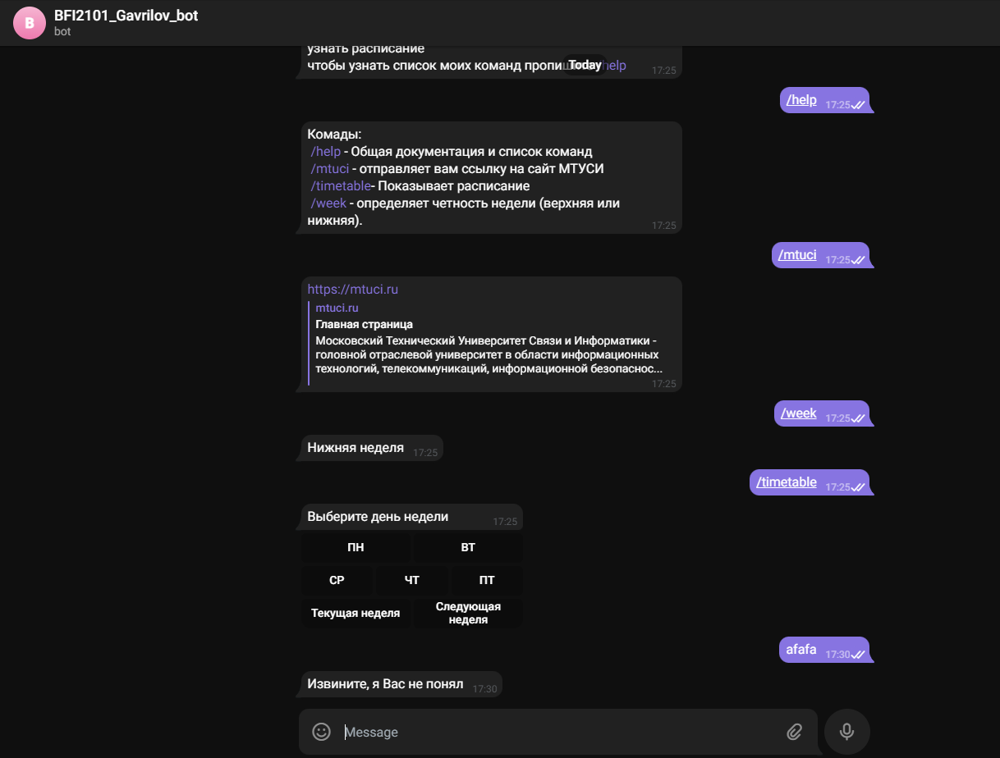 B
BFI2101_Gavrilov_bot
bot
узнать расписание
чтобы узнать список моих команд
Today
17:25
/help 17:25
Комады:
/help - Общая документация и список команд
/mtuci - отправляет вам ссылку на сайт МТУСИ
/timetable- Показывает расписание
/week - определяет четность недели (верхняя или
нижняя).
17:25
/mtuci 17:25
https://mtuci.ru
mtuci.ru
Главная страница
Московский Технический Университет Связи и Информатики -
головной отраслевой университет в области информационных
технологий, телекоммуникаций, информационной безопаснос...
17:25
/week 17:25
Нижняя неделя 17:25
/timetable 17:25
Выберите день недели 17:25
ПН ВТ
СР ЧТ ПТ
Текущая неделя Следующая
неделя
afafa 17:30
Извините, я Вас не понял 17:30
Message